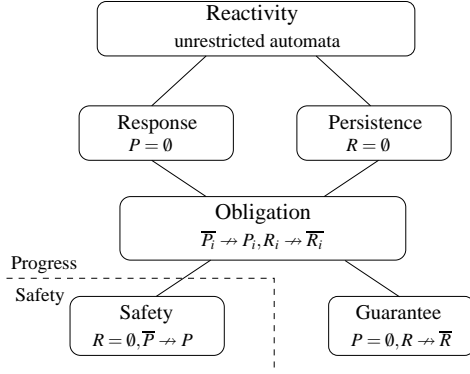 Reactivity
unrestricted automata
Response
P = ∅
Persistence
R = ∅
Obligation
P̅ᵢ ↛ Pᵢ, Rᵢ ↛ R̅ᵢ
Progress
Safety
Safety
R = ∅, P̅ ↛ P
Guarantee
P = ∅, R ↛ R̅